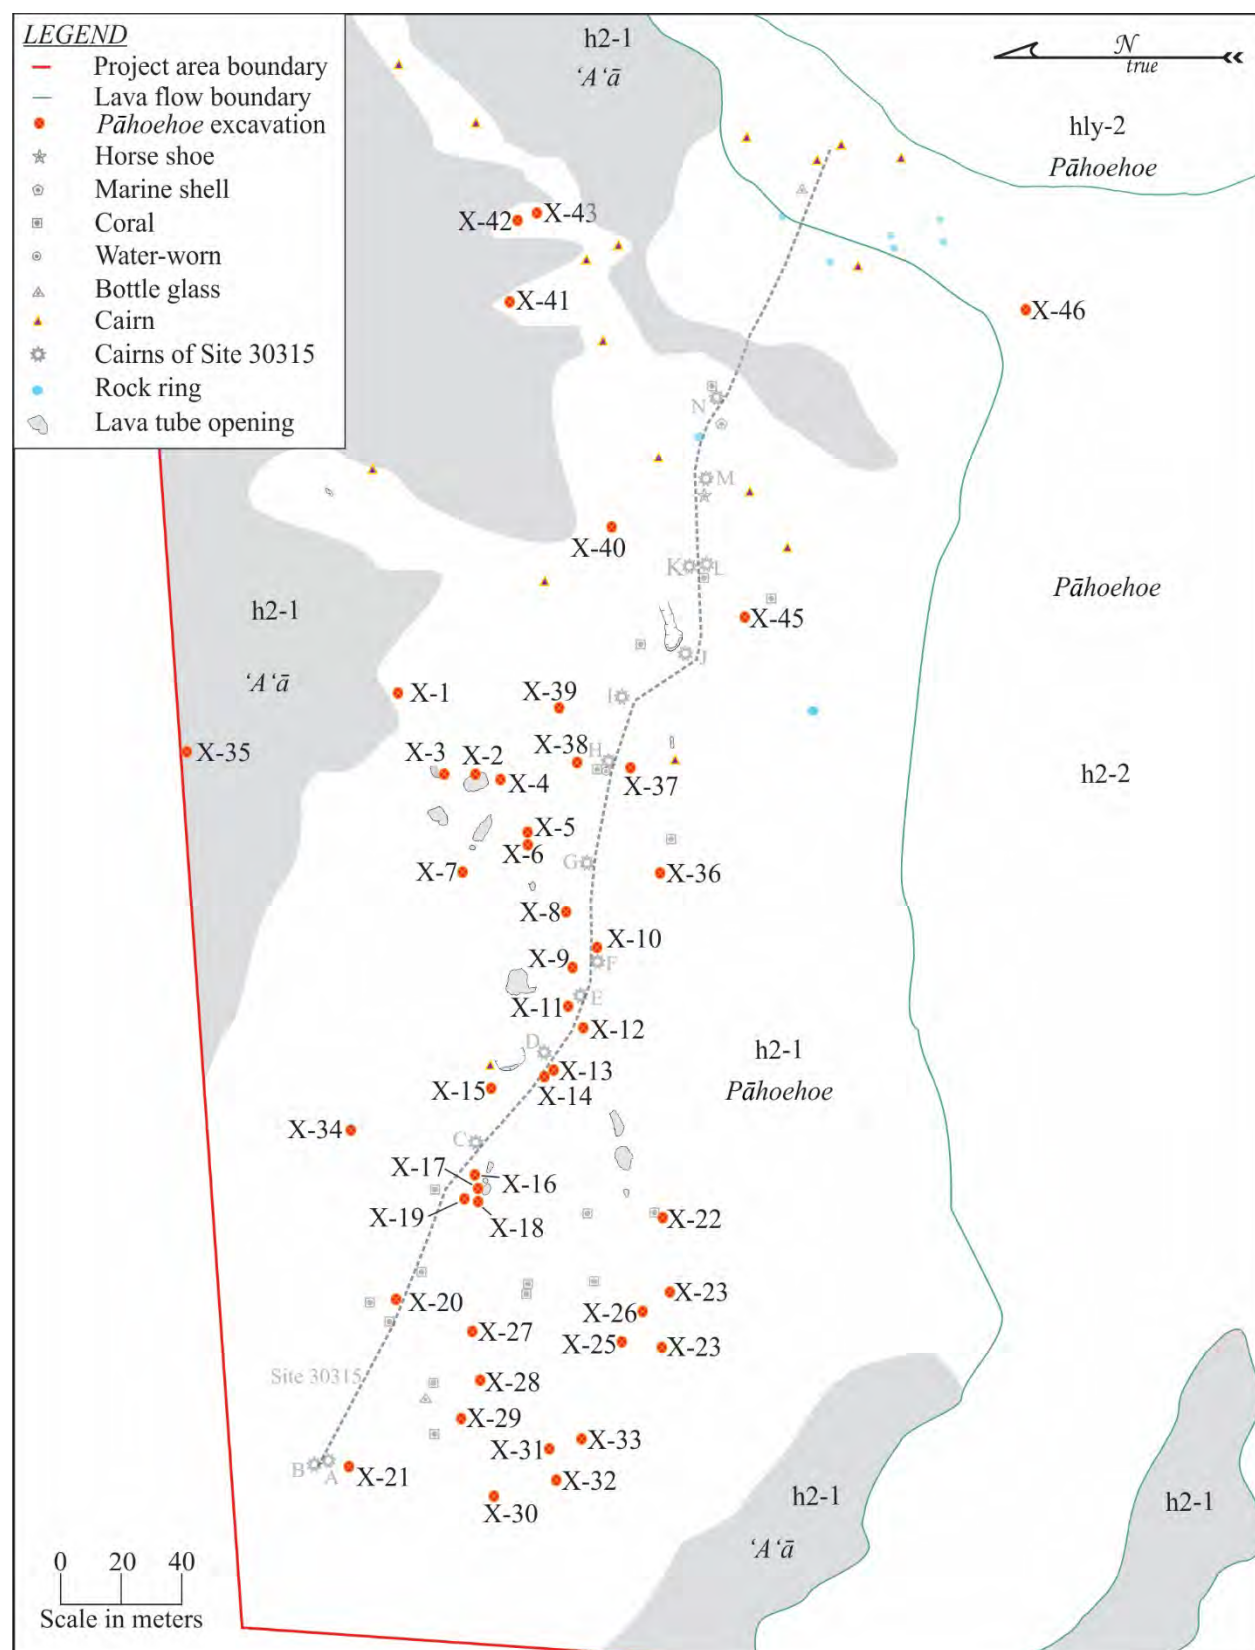 LEGEND
Project area boundary
Lava flow boundary
Pāhoehoe excavation
Horse shoe
Marine shell
Coral
Water-worn
Bottle glass
Cairn
Cairns of Site 30315
Rock ring
Lava tube opening
h2-1
‘A‘ā
N
true
hly-2
Pāhoehoe
X-42
X-43
X-41
X-46
N
M
X-40
K
L
h2-1
‘A‘ā
Pāhoehoe
X-45
J
X-1
X-39
I
X-35
X-3
X-2
X-4
X-38
H
X-37
h2-2
X-5
X-6
G
X-7
X-36
X-8
X-10
X-9
F
X-11
E
X-12
D
X-13
X-14
X-15
h2-1
Pāhoehoe
X-34
C
X-17
X-16
X-19
X-18
X-22
X-20
X-23
X-26
X-27
X-25
X-23
Site 30315
X-28
X-29
X-33
X-31
B
A
X-21
X-32
X-30
h2-1
‘A‘ā
h2-1
0 20 40
Scale in meters